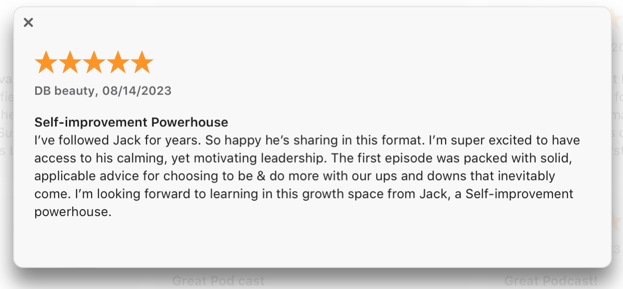 ×
DB beauty, 08/14/2023
Self-improvement Powerhouse
I’ve followed Jack for years. So happy he’s sharing in this format. I’m super excited to have
access to his calming, yet motivating leadership. The first episode was packed with solid,
applicable advice for choosing to be & do more with our ups and downs that inevitably
come. I’m looking forward to learning in this growth space from Jack, a Self-improvement
powerhouse.
Great Pod cast
Great Podcast!